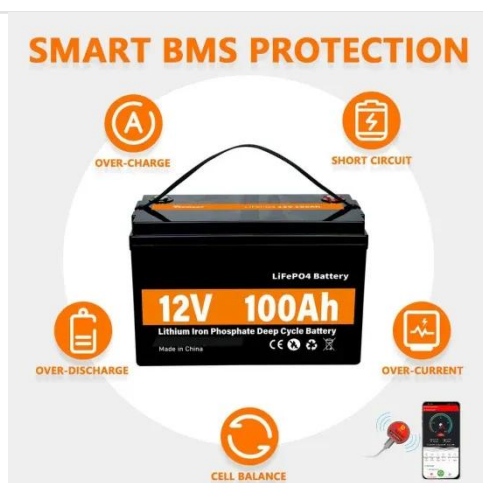 SMART BMS PROTECTION
A
OVER-CHARGE
SHORT CIRCUIT
LiFePO4 Battery
12V 100Ah
Lithium Iron Phosphate Deep Cycle Battery
Made in China
CE
OVER-DISCHARGE
OVER-CURRENT
CELL BALANCE